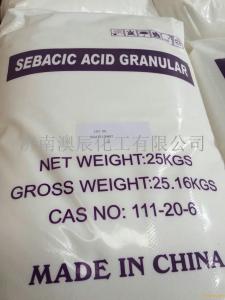 SEBACIC ACID GRANULAR
南澳辰化工有限公司
NET WEIGHT:25KGS
GROSS WEIGHT:25.16KGS
CAS NO: 111-20-6
MADE IN CHINA